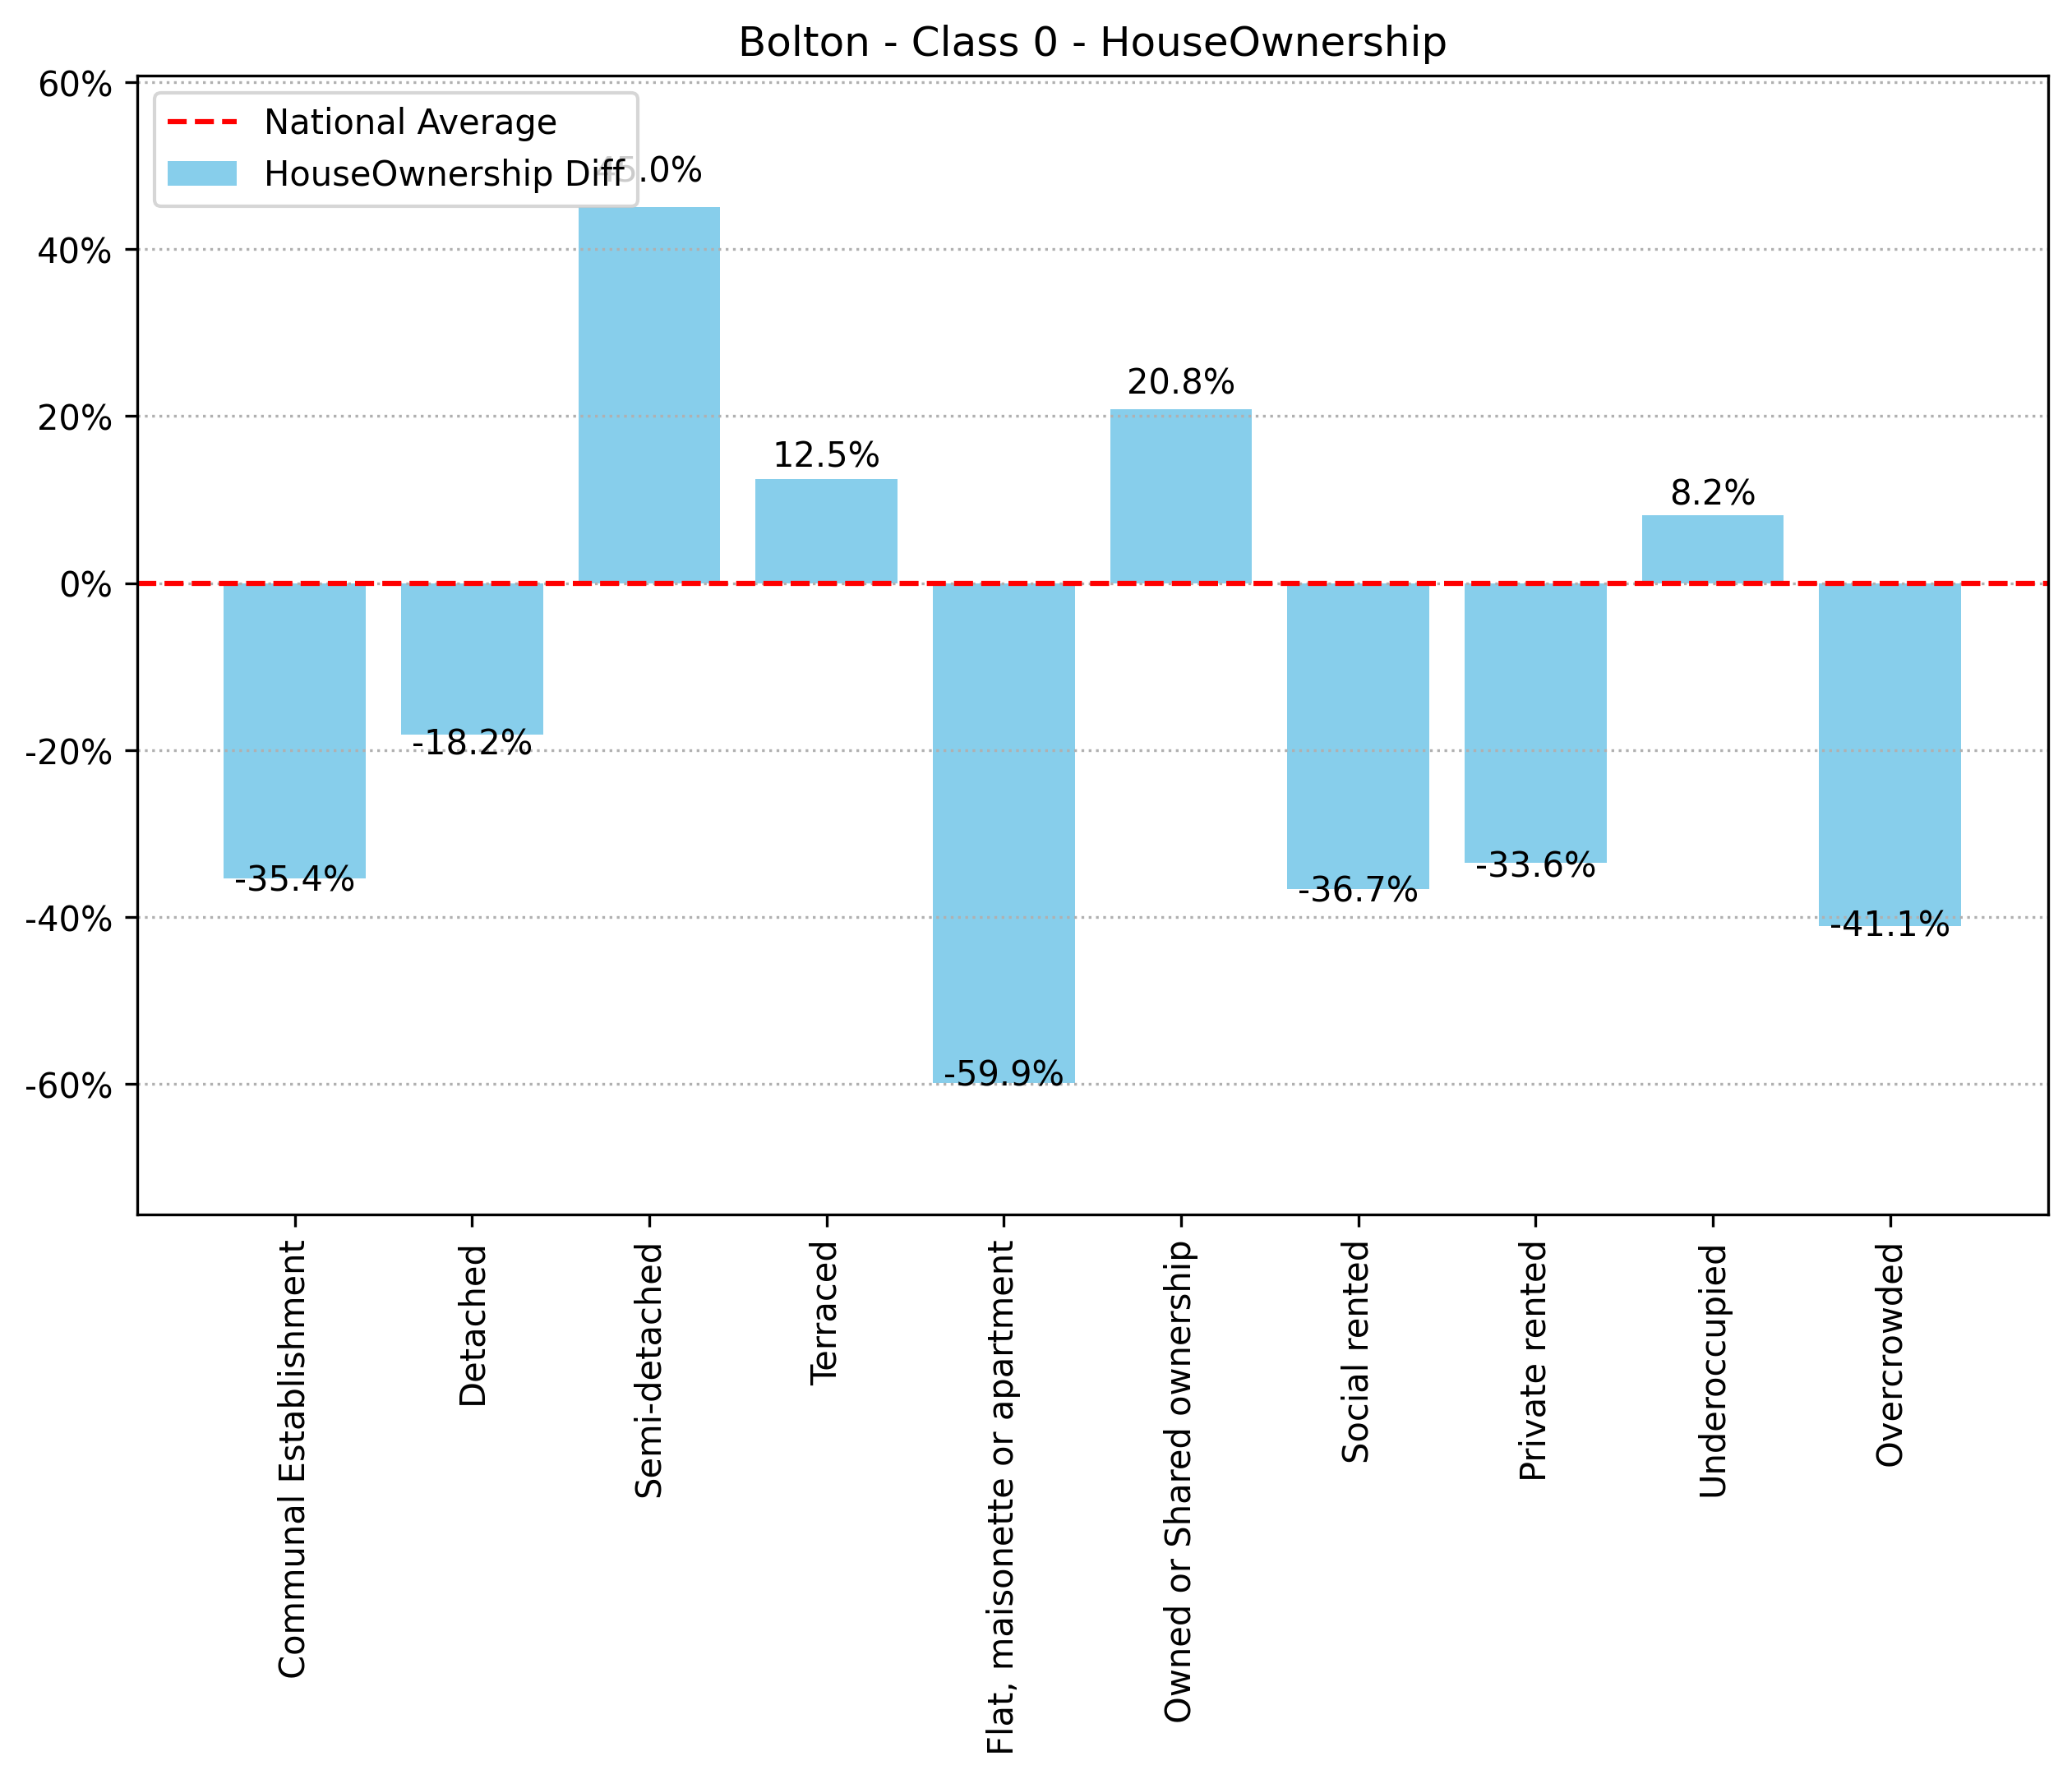 Bolton - Class 0 - HouseOwnership
60%
40%
20%
0%
-20%
-40%
-60%
National Average
HouseOwnership Diff
45.0%
12.5%
20.8%
8.2%
-35.4%
-18.2%
-59.9%
-36.7%
-33.6%
-41.1%
Communal Establishment
Detached
Semi-detached
Terraced
Flat, maisonette or apartment
Owned or Shared ownership
Social rented
Private rented
Underoccupied
Overcrowded